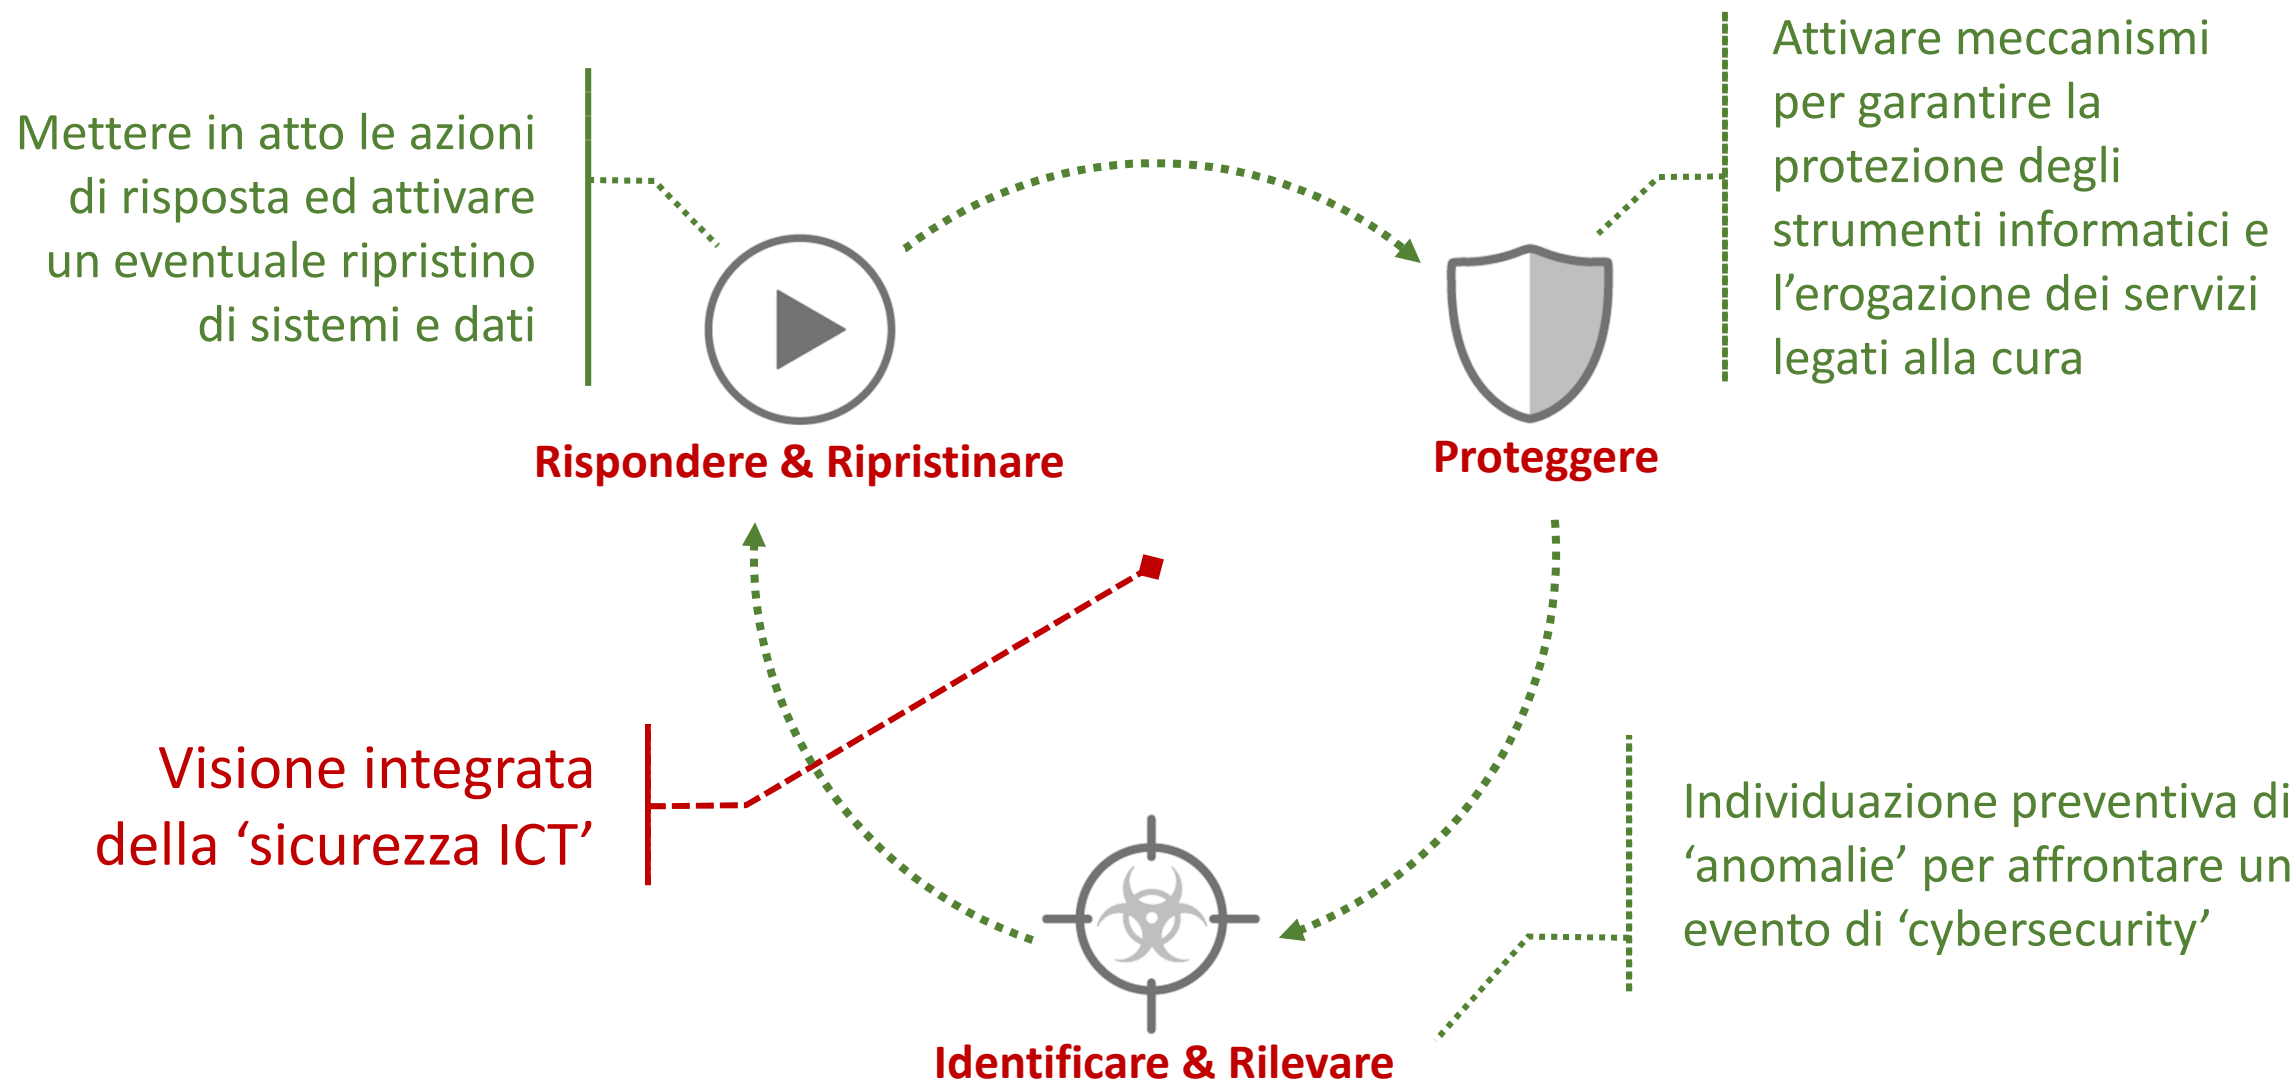 Mettere in atto le azioni
di risposta ed attivare
un eventuale ripristino
di sistemi e dati
Rispondere & Ripristinare
Attivare meccanismi
per garantire la
protezione degli
strumenti informatici e
l’erogazione dei servizi
legati alla cura
Proteggere
Visione integrata
della ‘sicurezza ICT’
Individuazione preventiva di
‘anomalie’ per affrontare un
evento di ‘cybersecurity’
Identificare & Rilevare